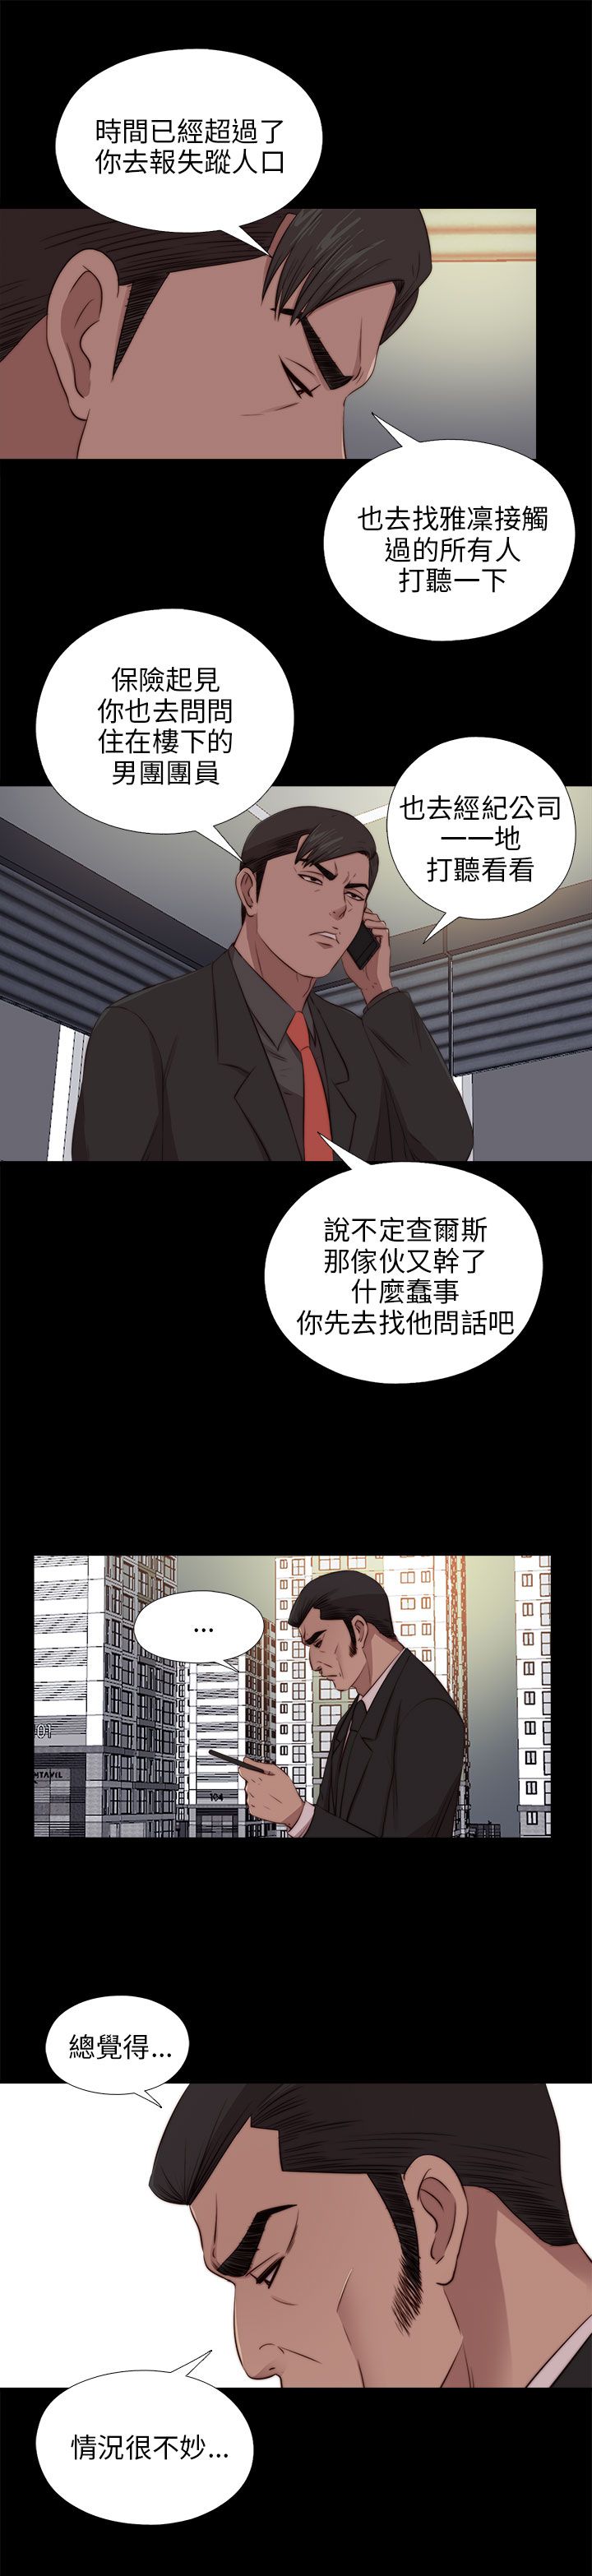 時間已經超過了
你去報失蹤人口
也去找雅凜接觸
過的所有人
打聽一下
保險起見
你也去問問
住在樓下的
男團團員
也去經紀公司
一一地
打聽看看
說不定查爾斯
那傢伙又幹了
什麼蠢事
你先去找他問話吧
...
01
NTAVIL
104
總覺得...
情況很不妙...